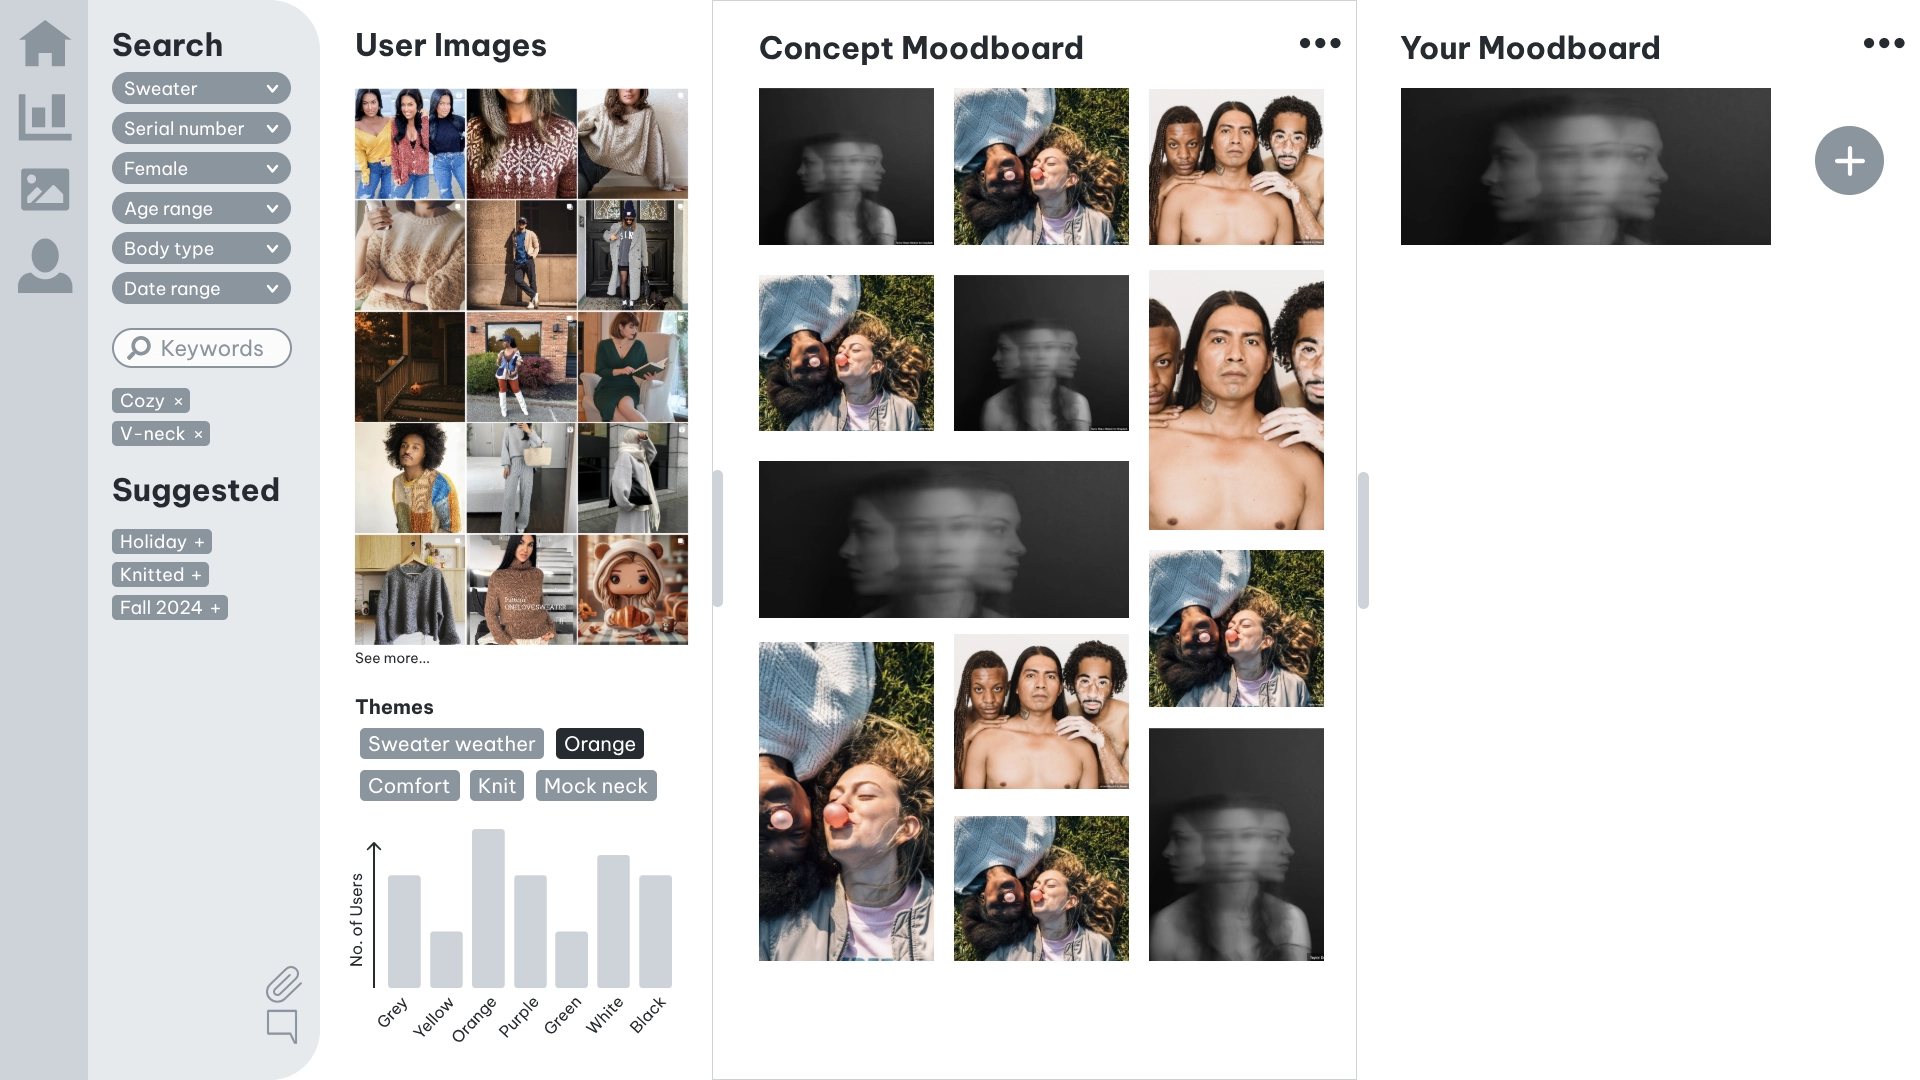 Search
Sweater
Serial number
Female
Age range
Body type
Date range
Keywords
Cozy ×
V-neck ×
Suggested
Holiday +
Knitted +
Fall 2024 +
User Images
ONELOVESWEATER
See more...
Themes
Sweater weather
Orange
Comfort
Knit
Mock neck
No. of Users
Grey
Yellow
Orange
Purple
Green
White
Black
Concept Moodboard
Your Moodboard